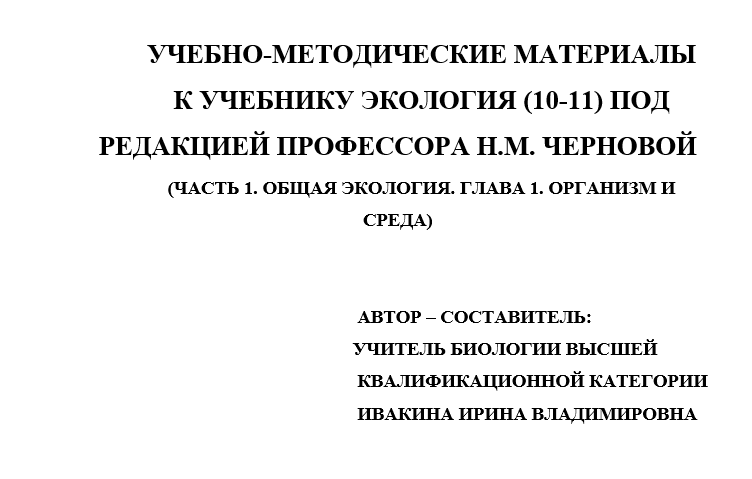 УЧЕБНО-МЕТОДИЧЕСКИЕ МАТЕРИАЛЫ
К УЧЕБНИКУ ЭКОЛОГИЯ (10-11) ПОД
РЕДАКЦИЕЙ ПРОФЕССОРА Н.М. ЧЕРНОВОЙ
(ЧАСТЬ 1. ОБЩАЯ ЭКОЛОГИЯ. ГЛАВА 1. ОРГАНИЗМ И
СРЕДА)
АВТОР – СОСТАВИТЕЛЬ:
УЧИТЕЛЬ БИОЛОГИИ ВЫСШЕЙ
КВАЛИФИКАЦИОННОЙ КАТЕГОРИИ
ИВАКИНА ИРИНА ВЛАДИМИРОВНА